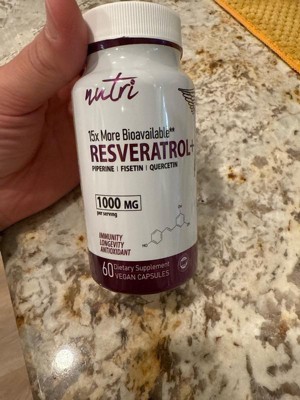 nutri
15x More Bioavailable**
RESVERATROL+
PIPERINE | FISETIN | QUERCETIN
1000 MG
per serving
IMMUNITY
LONGEVITY
ANTIOXIDANT
60 Dietary Supplement
VEGAN CAPSULES